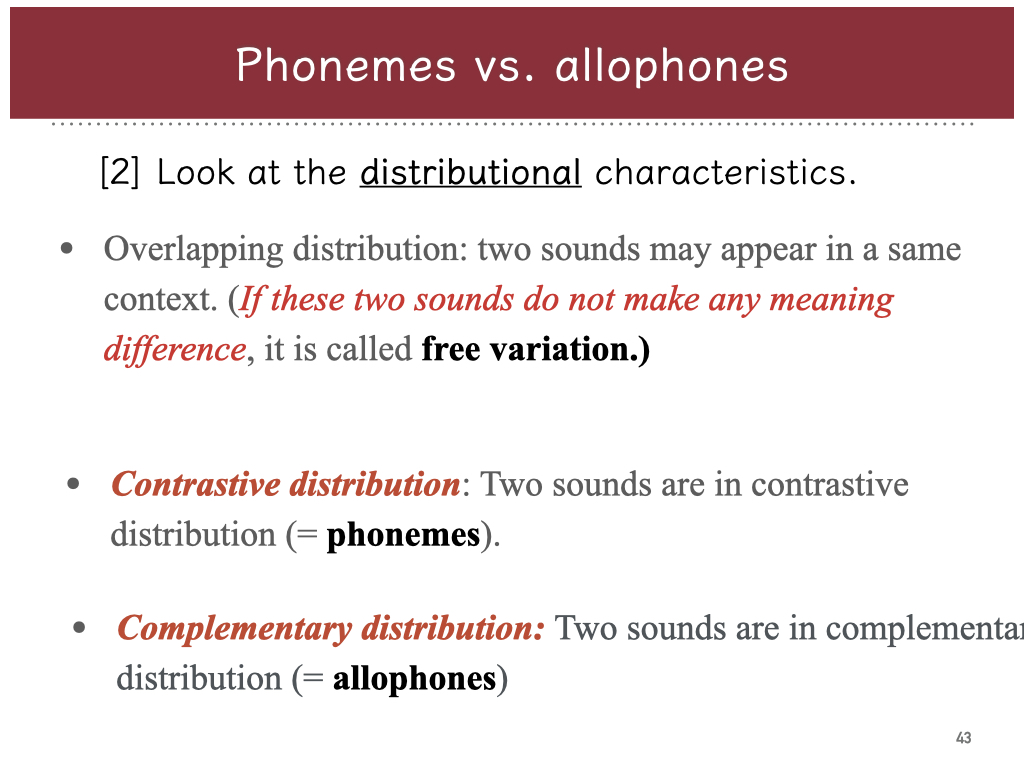 Phonemes vs. allophones
[2] Look at the distributional characteristics.
• Overlapping distribution: two sounds may appear in a same
context. (If these two sounds do not make any meaning
difference, it is called free variation.)
• Contrastive distribution: Two sounds are in contrastive
distribution (= phonemes).
• Complementary distribution: Two sounds are in complementar
distribution (= allophones)
43